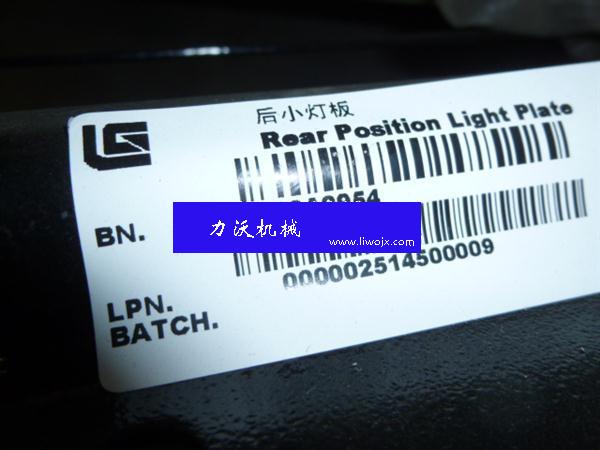 后小灯板
LG
Rear Position Light Plate
BN.
力沃机械
www.liwojx.com
000002514500009
LPN.
BATCH.